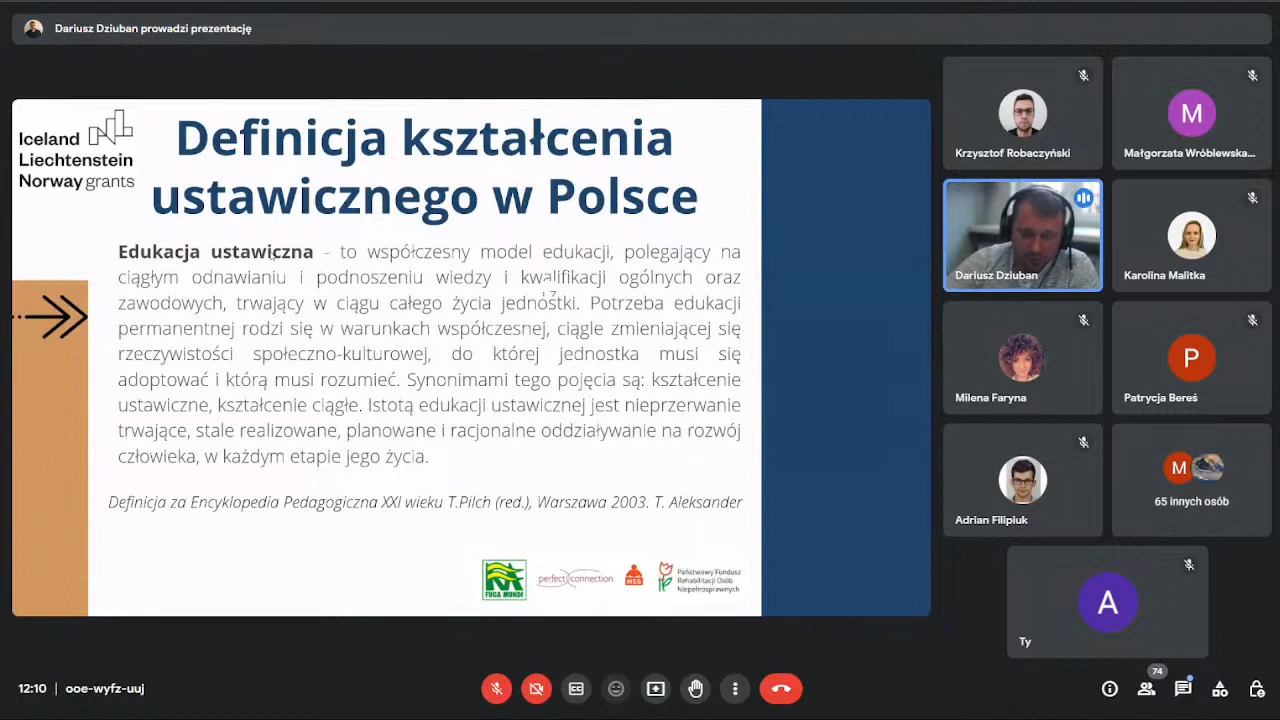 Dariusz Dziuban prowadzi prezentację
Iceland
Liechtenstein
Norway grants
Definicja kształcenia
ustawicznego w Polsce
Edukacja ustawiczna - to współczesny model edukacji, polegający na
ciągłym odnawianiu i podnoszeniu wiedzy i kwalifikacji ogólnych oraz
zawodowych, trwający w ciągu całego życia jednostki. Potrzeba edukacji
permanentnej rodzi się w warunkach współczesnej, ciągle zmieniającej się
rzeczywistości społeczno-kulturowej, do której jednostka musi się
adoptować i którą musi rozumieć. Synonimami tego pojęcia są: kształcenie
ustawiczne, kształcenie ciągłe. Istotą edukacji ustawicznej jest nieprzerwanie
trwające, stale realizowane, planowane i racjonalne oddziaływanie na rozwój
człowieka, w każdym etapie jego życia.
Definicja za Encyklopedia Pedagogiczna XXI wieku T.Pilch (red.), Warszawa 2003. T. Aleksander
FUGA MUNDI
perfect connection
MSS
Państwowy Fundusz
Rehabilitacji Osób
Niepełnosprawnych
Krzysztof Robaczyński
M
Małgorzata Wróblewska...
Dariusz Dziuban
Karolina Malitka
Milena Faryna
P
Patrycja Bereś
Adrian Filipiuk
M
65 innych osób
A
Ty
12:10 | ooe-wyfz-uuj
74